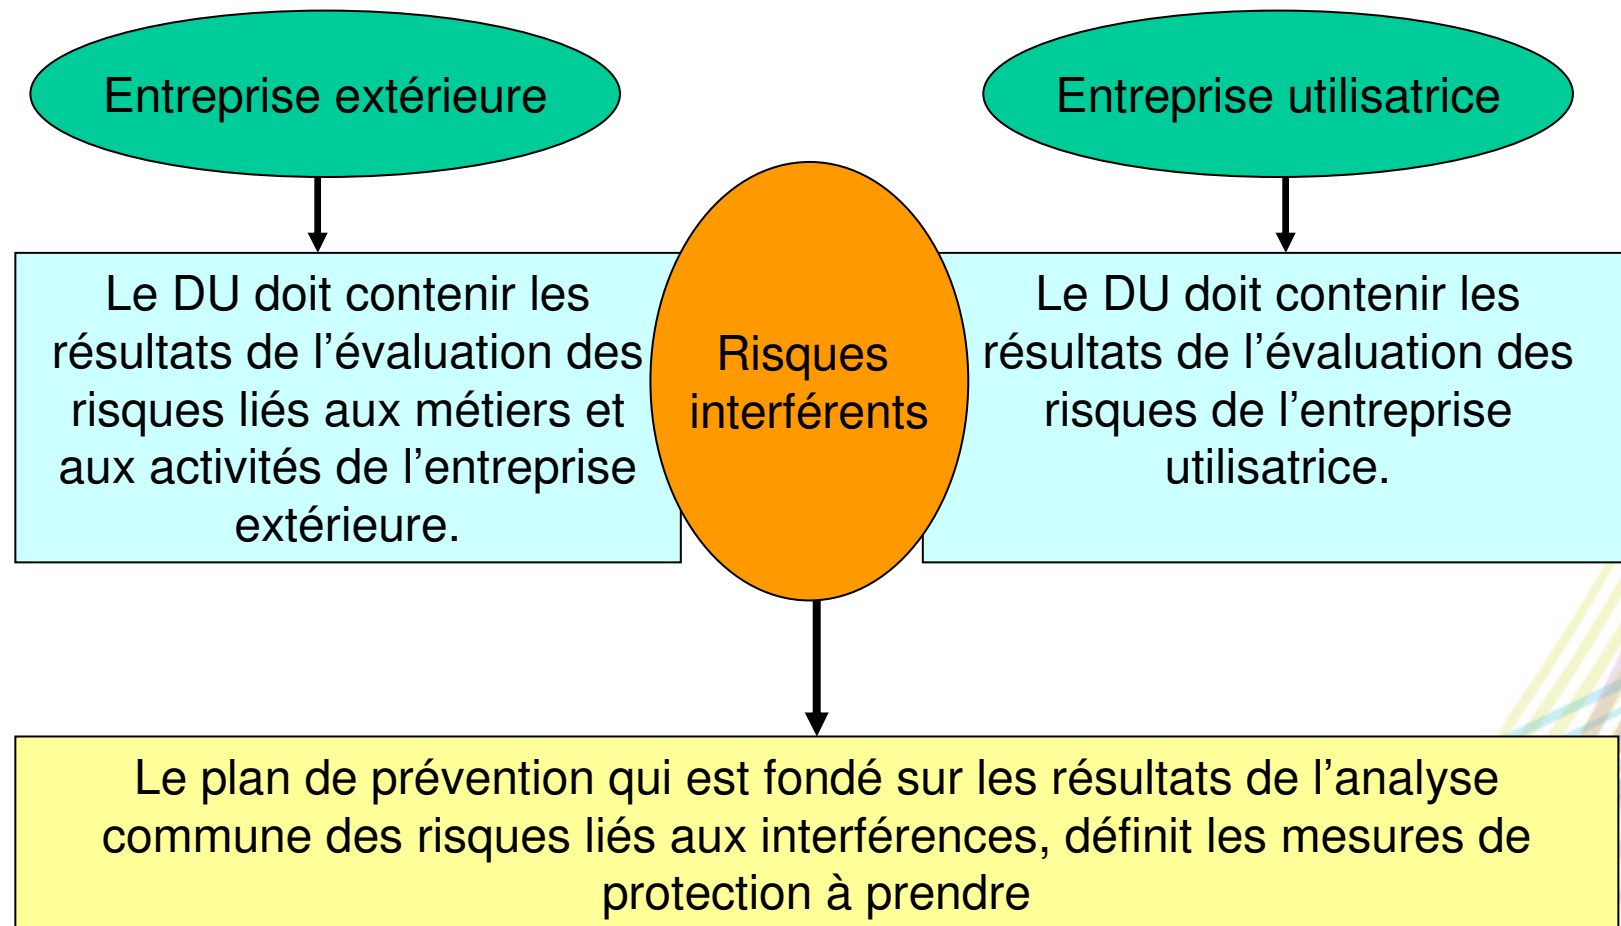 Entreprise extérieure
Entreprise utilisatrice
Le DU doit contenir les
résultats de l’évaluation des
risques liés aux métiers et
aux activités de l’entreprise
extérieure.
Risques
interférents
Le DU doit contenir les
résultats de l’évaluation des
risques de l’entreprise
utilisatrice.
Le plan de prévention qui est fondé sur les résultats de l’analyse
commune des risques liés aux interférences, définit les mesures de
protection à prendre